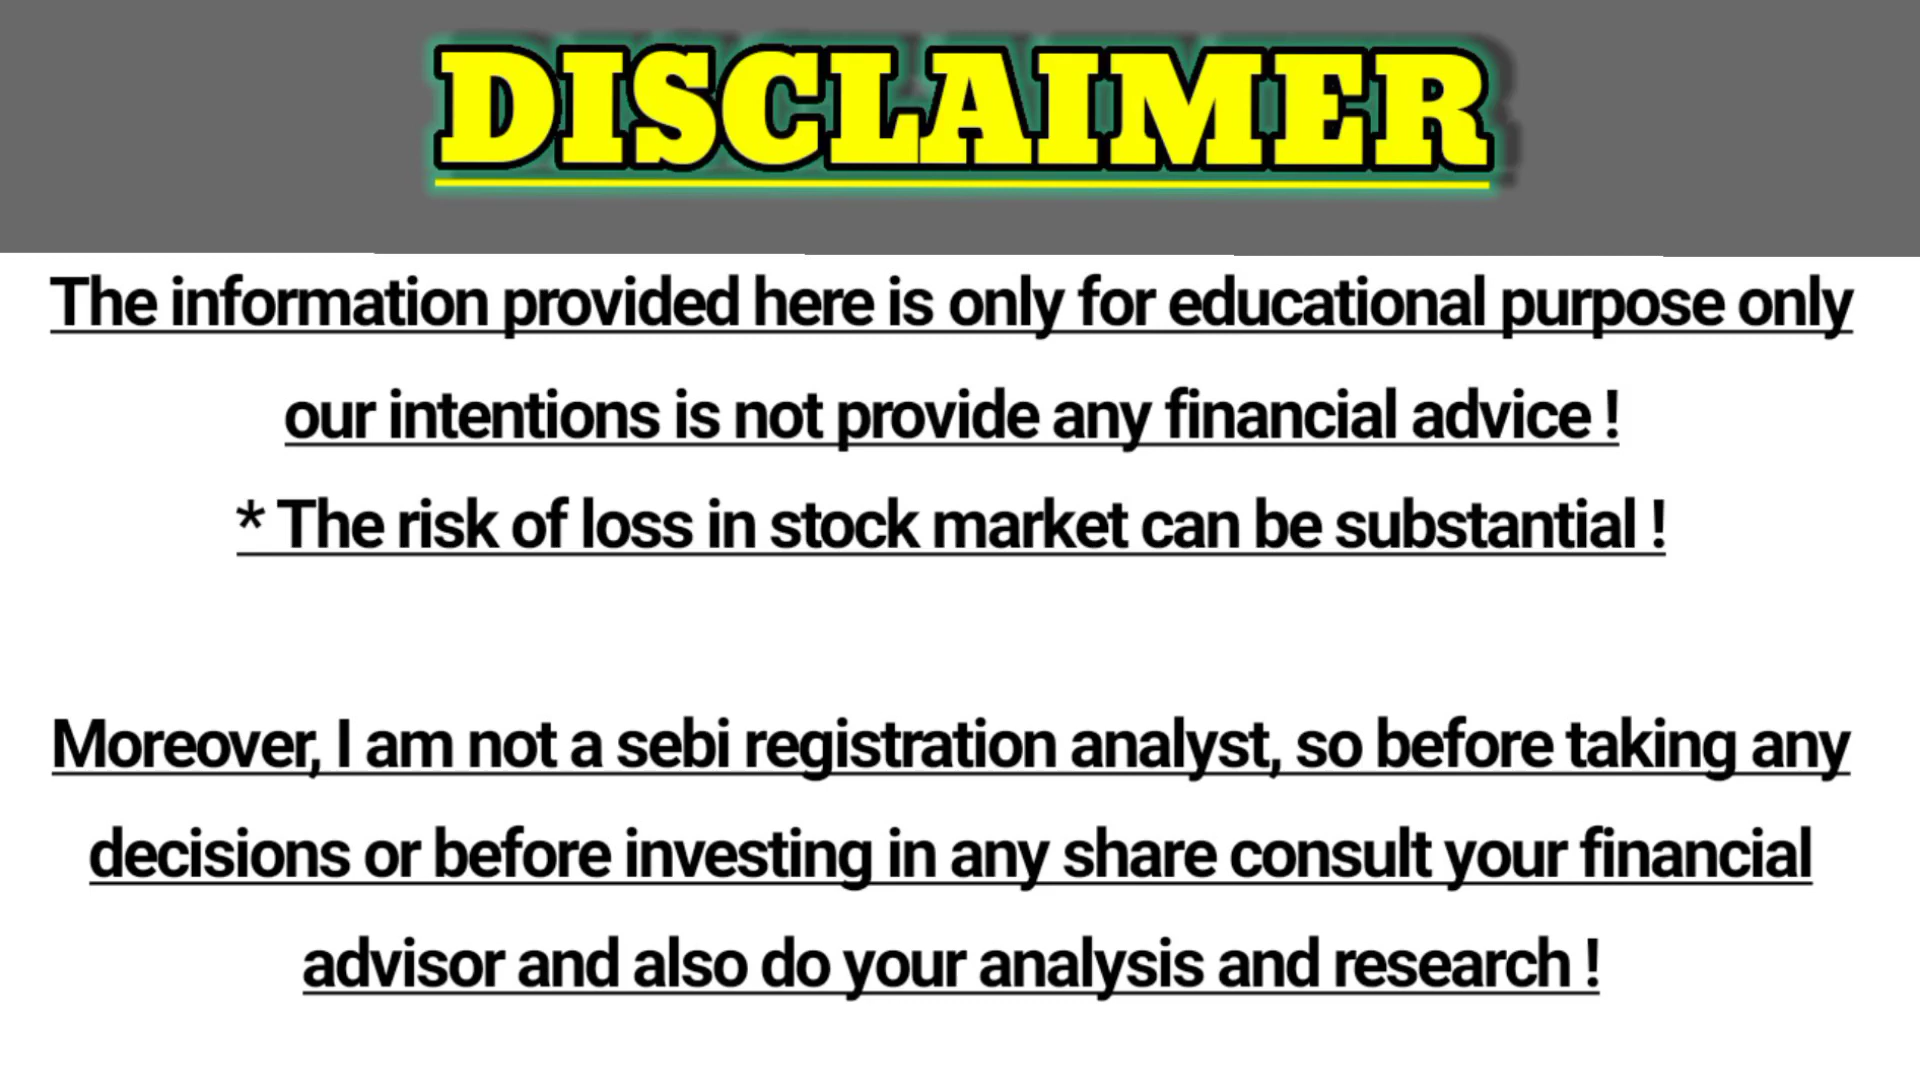 DISCLAIMER
The information provided here is only for educational purpose only
our intentions is not provide any financial advice !
* The risk of loss in stock market can be substantial !
Moreover, I am not a sebi registration analyst, so before taking any
decisions or before investing in any share consult your financial
advisor and also do your analysis and research !